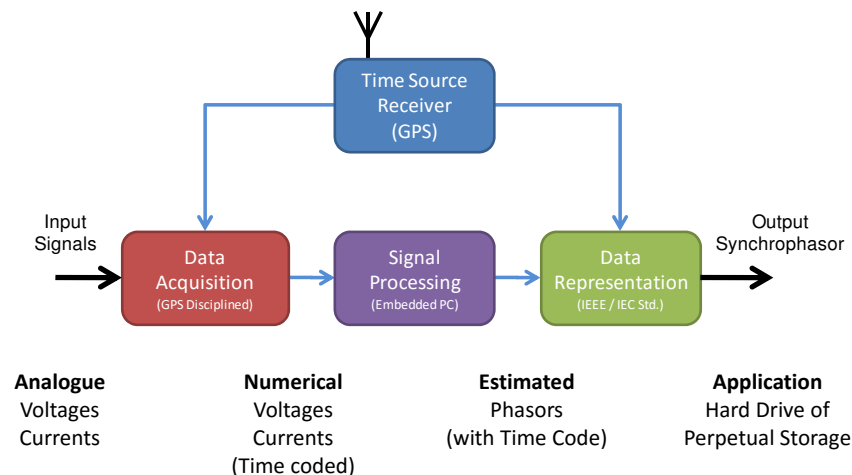 Time Source
Receiver
(GPS)
Input
Signals
Data
Acquisition
(GPS Disciplined)
Signal
Processing
(Embedded PC)
Data
Representation
(IEEE / IEC Std.)
Output
Synchrophasor
Analogue
Voltages
Currents
Numerical
Voltages
Currents
(Time coded)
Estimated
Phasors
(with Time Code)
Application
Hard Drive of
Perpetual Storage